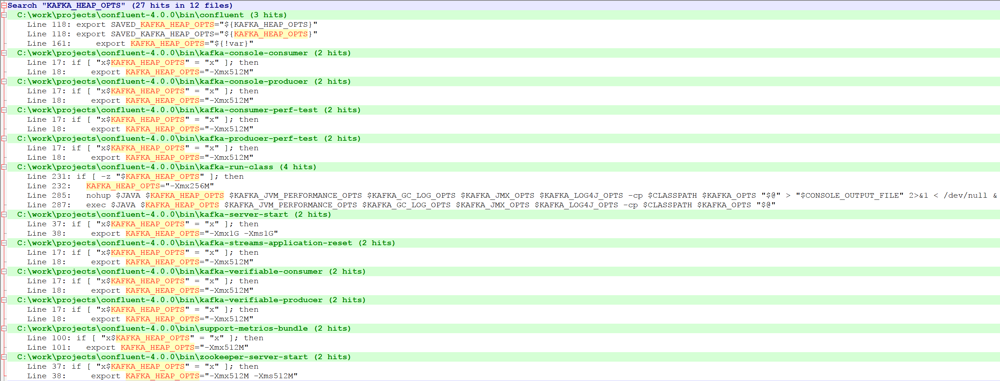 Search "KAFKA_HEAP_OPTS" (27 hits in 12 files)
C:\work\projects\confluent-4.0.0\bin\confluent (3 hits)
Line 118: export SAVED_KAFKA_HEAP_OPTS="${KAFKA_HEAP_OPTS}"
Line 118: export SAVED_KAFKA_HEAP_OPTS="${KAFKA_HEAP_OPTS}"
Line 161:     export KAFKA_HEAP_OPTS="${!var}"
C:\work\projects\confluent-4.0.0\bin\kafka-console-consumer (2 hits)
Line 17: if [ "x$KAFKA_HEAP_OPTS" = "x" ]; then
Line 18:     export KAFKA_HEAP_OPTS="-Xmx512M"
C:\work\projects\confluent-4.0.0\bin\kafka-console-producer (2 hits)
Line 17: if [ "x$KAFKA_HEAP_OPTS" = "x" ]; then
Line 18:     export KAFKA_HEAP_OPTS="-Xmx512M"
C:\work\projects\confluent-4.0.0\bin\kafka-consumer-perf-test (2 hits)
Line 17: if [ "x$KAFKA_HEAP_OPTS" = "x" ]; then
Line 18:     export KAFKA_HEAP_OPTS="-Xmx512M"
C:\work\projects\confluent-4.0.0\bin\kafka-producer-perf-test (2 hits)
Line 17: if [ "x$KAFKA_HEAP_OPTS" = "x" ]; then
Line 18:     export KAFKA_HEAP_OPTS="-Xmx512M"
C:\work\projects\confluent-4.0.0\bin\kafka-run-class (4 hits)
Line 231: if [ -z "$KAFKA_HEAP_OPTS" ]; then
Line 232:   KAFKA_HEAP_OPTS="-Xmx256M"
Line 285:   nohup $JAVA $KAFKA_HEAP_OPTS $KAFKA_JVM_PERFORMANCE_OPTS $KAFKA_GC_LOG_OPTS $KAFKA_JMX_OPTS $KAFKA_LOG4J_OPTS -cp $CLASSPATH $KAFKA_OPTS "$@" > "$CONSOLE_OUTPUT_FILE" 2>&1 < /dev/null &
Line 287:   exec $JAVA $KAFKA_HEAP_OPTS $KAFKA_JVM_PERFORMANCE_OPTS $KAFKA_GC_LOG_OPTS $KAFKA_JMX_OPTS $KAFKA_LOG4J_OPTS -cp $CLASSPATH $KAFKA_OPTS "$@"
C:\work\projects\confluent-4.0.0\bin\kafka-server-start (2 hits)
Line 37: if [ "x$KAFKA_HEAP_OPTS" = "x" ]; then
Line 38:     export KAFKA_HEAP_OPTS="-Xmx1G -Xms1G"
C:\work\projects\confluent-4.0.0\bin\kafka-streams-application-reset (2 hits)
Line 17: if [ "x$KAFKA_HEAP_OPTS" = "x" ]; then
Line 18:     export KAFKA_HEAP_OPTS="-Xmx512M"
C:\work\projects\confluent-4.0.0\bin\kafka-verifiable-consumer (2 hits)
Line 17: if [ "x$KAFKA_HEAP_OPTS" = "x" ]; then
Line 18:     export KAFKA_HEAP_OPTS="-Xmx512M"
C:\work\projects\confluent-4.0.0\bin\kafka-verifiable-producer (2 hits)
Line 17: if [ "x$KAFKA_HEAP_OPTS" = "x" ]; then
Line 18:     export KAFKA_HEAP_OPTS="-Xmx512M"
C:\work\projects\confluent-4.0.0\bin\support-metrics-bundle (2 hits)
Line 100: if [ "x$KAFKA_HEAP_OPTS" = "x" ]; then
Line 101:   export KAFKA_HEAP_OPTS="-Xmx512M"
C:\work\projects\confluent-4.0.0\bin\zookeeper-server-start (2 hits)
Line 37: if [ "x$KAFKA_HEAP_OPTS" = "x" ]; then
Line 38:     export KAFKA_HEAP_OPTS="-Xmx512M -Xms512M"